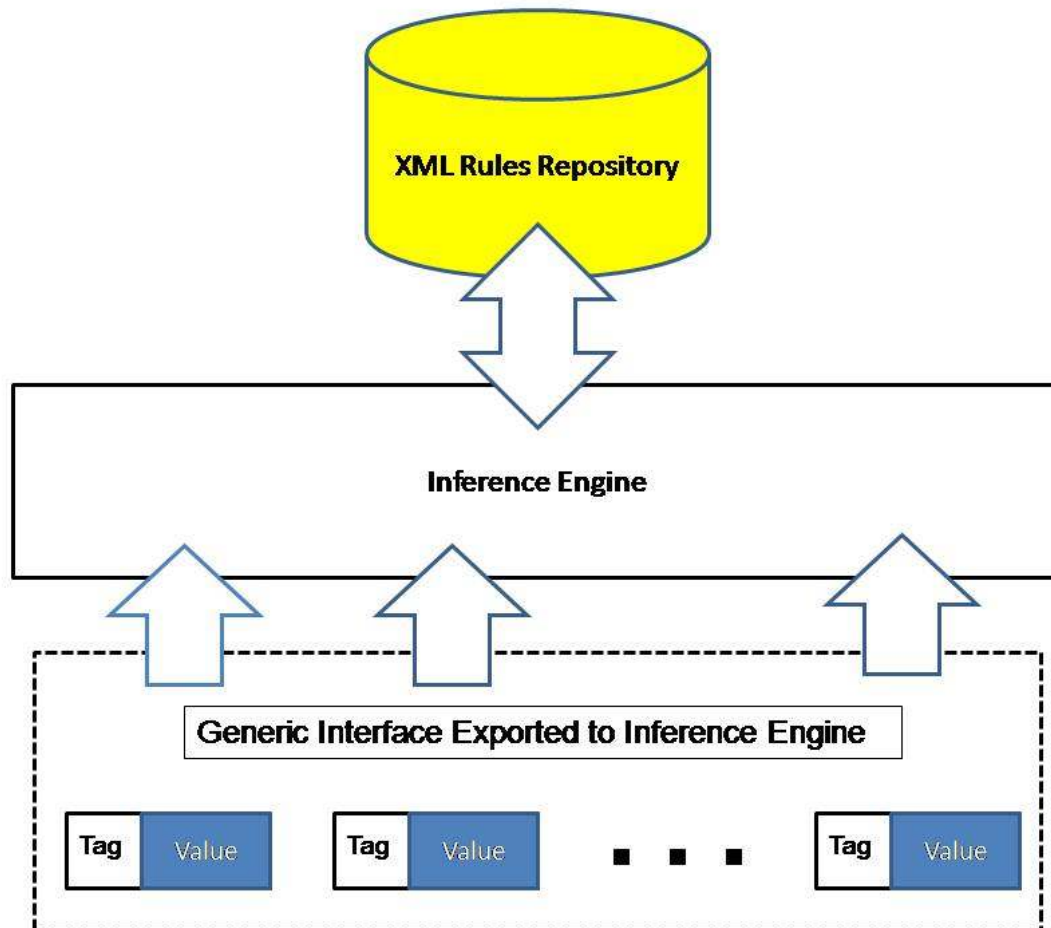 XML Rules Repository
Inference Engine
Generic Interface Exported to Inference Engine
Tag Value Tag Value ... Tag Value